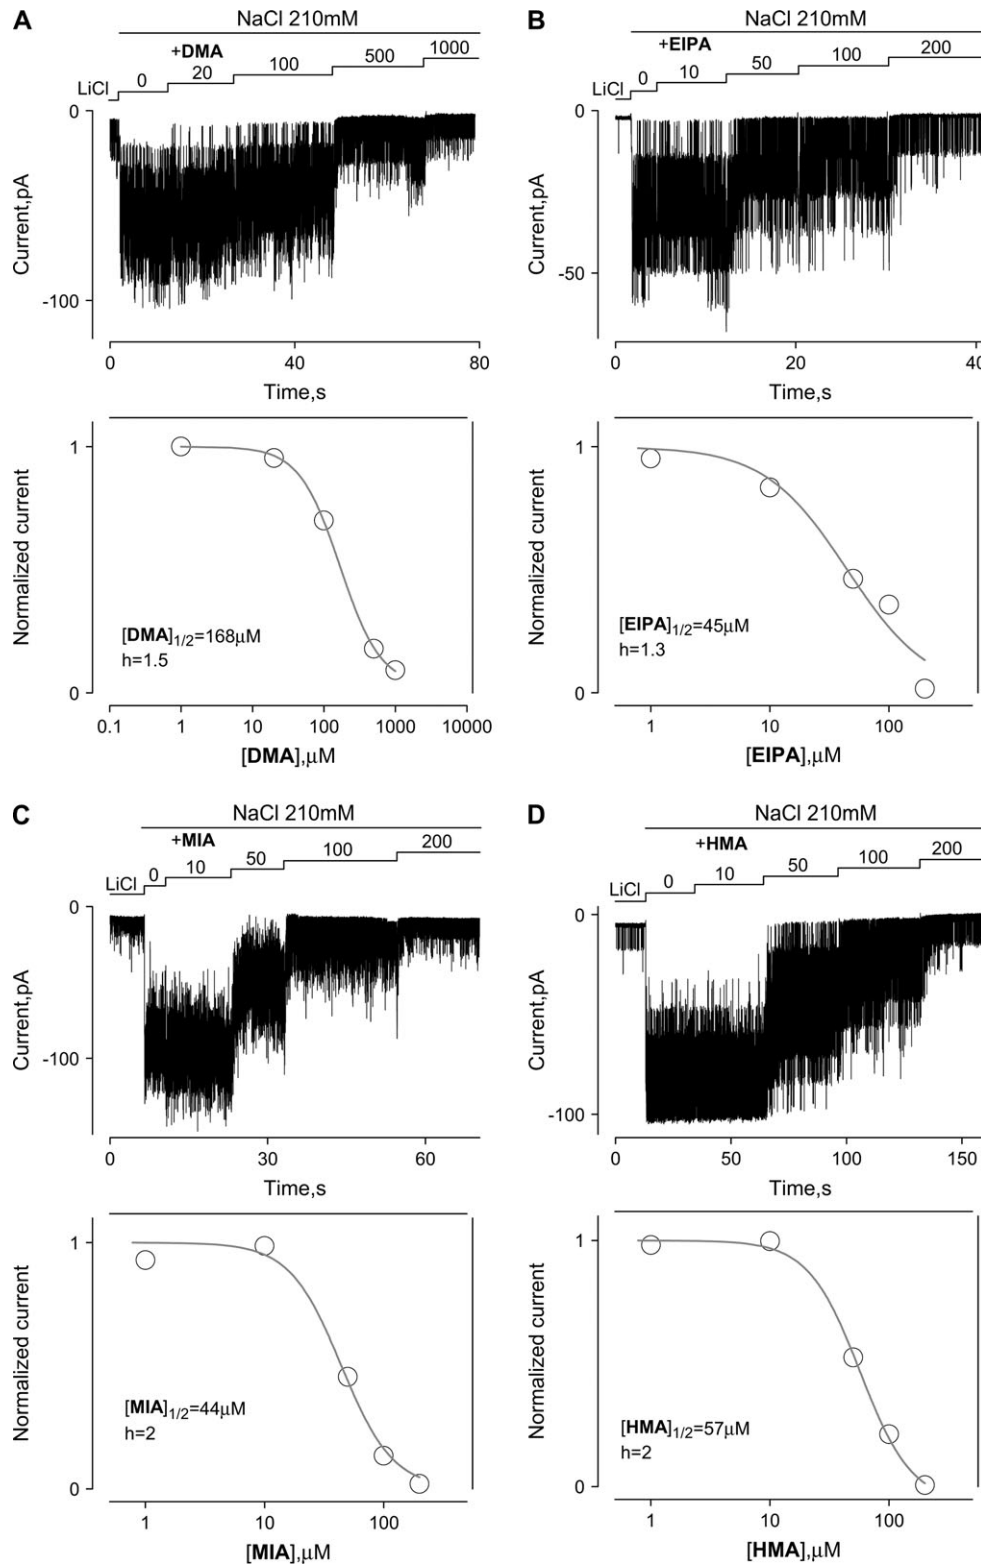 A
NaCl 210mM
+DMA
LiCl 0 20 100 500 1000
0
-100
Current,pA
0 40 80
Time,s
1
0
Normalized current
[DMA]1/2=168μM
h=1.5
0.1 1 10 100 1000 10000
[DMA],μM
B
NaCl 210mM
+EIPA
LiCl 0 10 50 100 200
0
-50
Current,pA
0 20 40
Time,s
1
0
Normalized current
[EIPA]1/2=45μM
h=1.3
1 10 100
[EIPA],μM
C
NaCl 210mM
+MIA
LiCl 0 10 50 100 200
0
-100
Current,pA
0 30 60
Time,s
1
0
Normalized current
[MIA]1/2=44μM
h=2
1 10 100
[MIA],μM
D
NaCl 210mM
+HMA
LiCl 0 10 50 100 200
0
-100
Current,pA
0 50 100 150
Time,s
1
0
Normalized current
[HMA]1/2=57μM
h=2
1 10 100
[HMA],μM